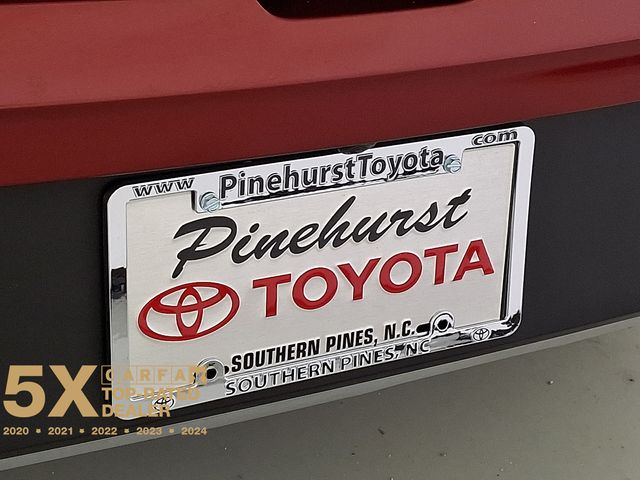 www PinehurstToyota com
Pinehurst
TOYOTA
SOUTHERN PINES, N.C.
SOUTHERN PINES, NC
5X CARFAX
TOP-RATED
DEALER
2020 • 2021 • 2022 • 2023 • 2024